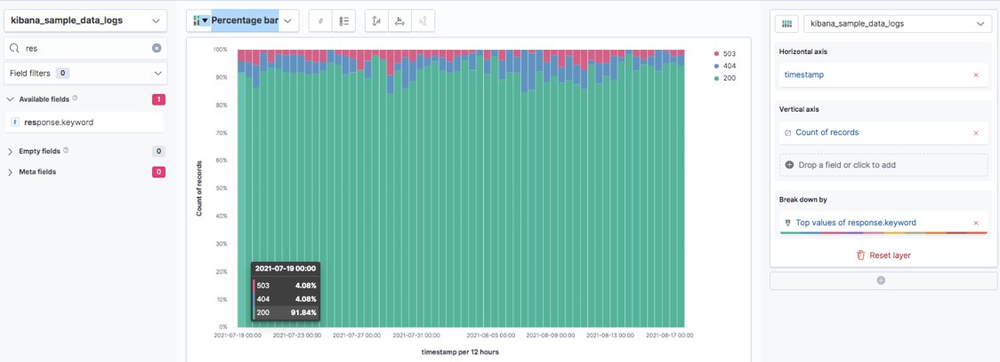 kibana_sample_data_logs
res
Field filters 0
Available fields 1
response.keyword
Empty fields 0
Meta fields 0
Percentage bar
#
100%
90%
80%
70%
60%
50%
40%
30%
20%
10%
0%
Count of records
2021-07-19 00:00
503 4.08%
404 4.08%
200 91.84%
2021-07-19 00:00 2021-07-23 00:00 2021-07-27 00:00 2021-07-31 00:00 2021-08-05 00:00 2021-08-09 00:00 2021-08-13 00:00 2021-08-17 00:00
timestamp per 12 hours
503
404
200
kibana_sample_data_logs
Horizontal axis
timestamp
Vertical axis
Count of records
Drop a field or click to add
Break down by
Top values of response.keyword
Reset layer